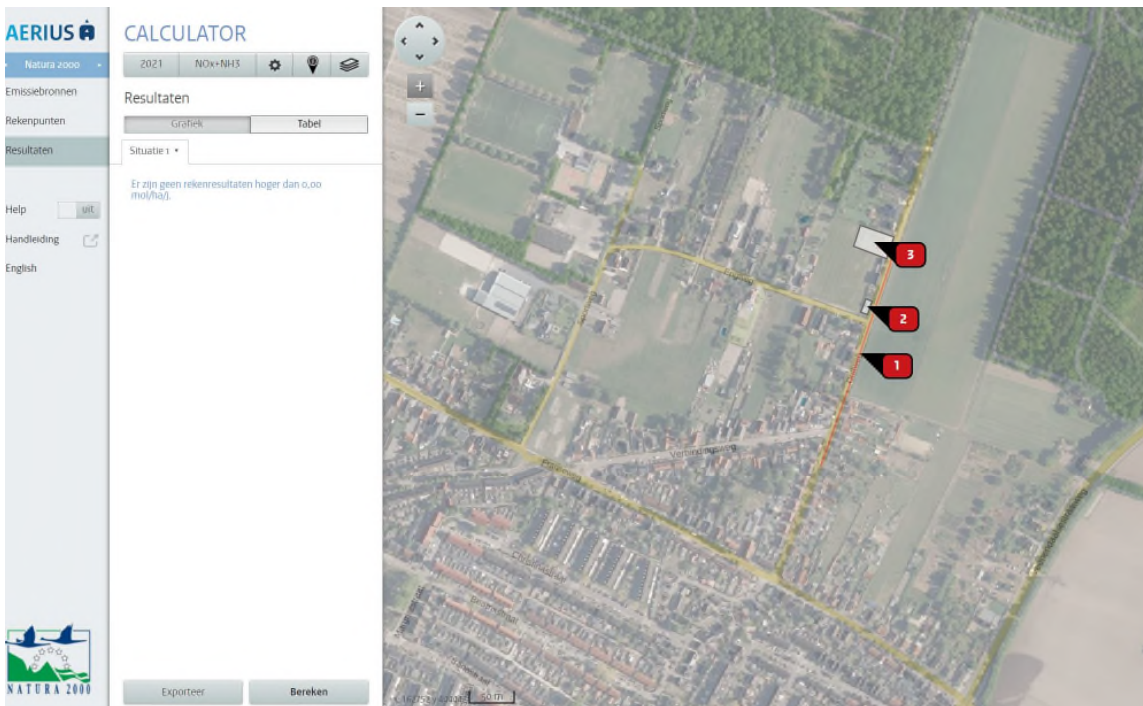 AERIUS
Natura 2000
Emissiebronnen
Rekenpunten
Resultaten
Help
uit
Handleiding
English
NATURA 2000
CALCULATOR
2021
NOx+NH3
Resultaten
Grafiek
Tabel
Situatie 1
Er zijn geen rekenresultaten hoger dan 0,00
mol/ha/j.
Exporteer
Bereken
3
2
1
Verbindingsweg
50 m